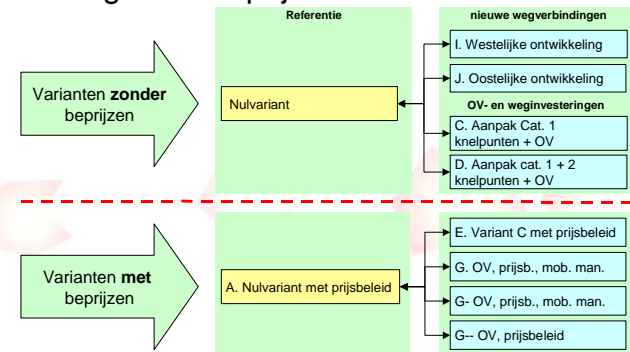 Referentie
nieuwe wegverbindingen
Varianten zonder
beprijzen
Nulvariant
I. Westelijke ontwikkeling
J. Oostelijke ontwikkeling
OV- en weginvesteringen
C. Aanpak Cat. 1
knelpunten + OV
D. Aanpak cat. 1 + 2
knelpunten + OV
Varianten met
beprijzen
A. Nulvariant met prijsbeleid
E. Variant C met prijsbeleid
G. OV, prijsb., mob. man.
G- OV, prijsb., mob. man.
G-- OV, prijsbeleid